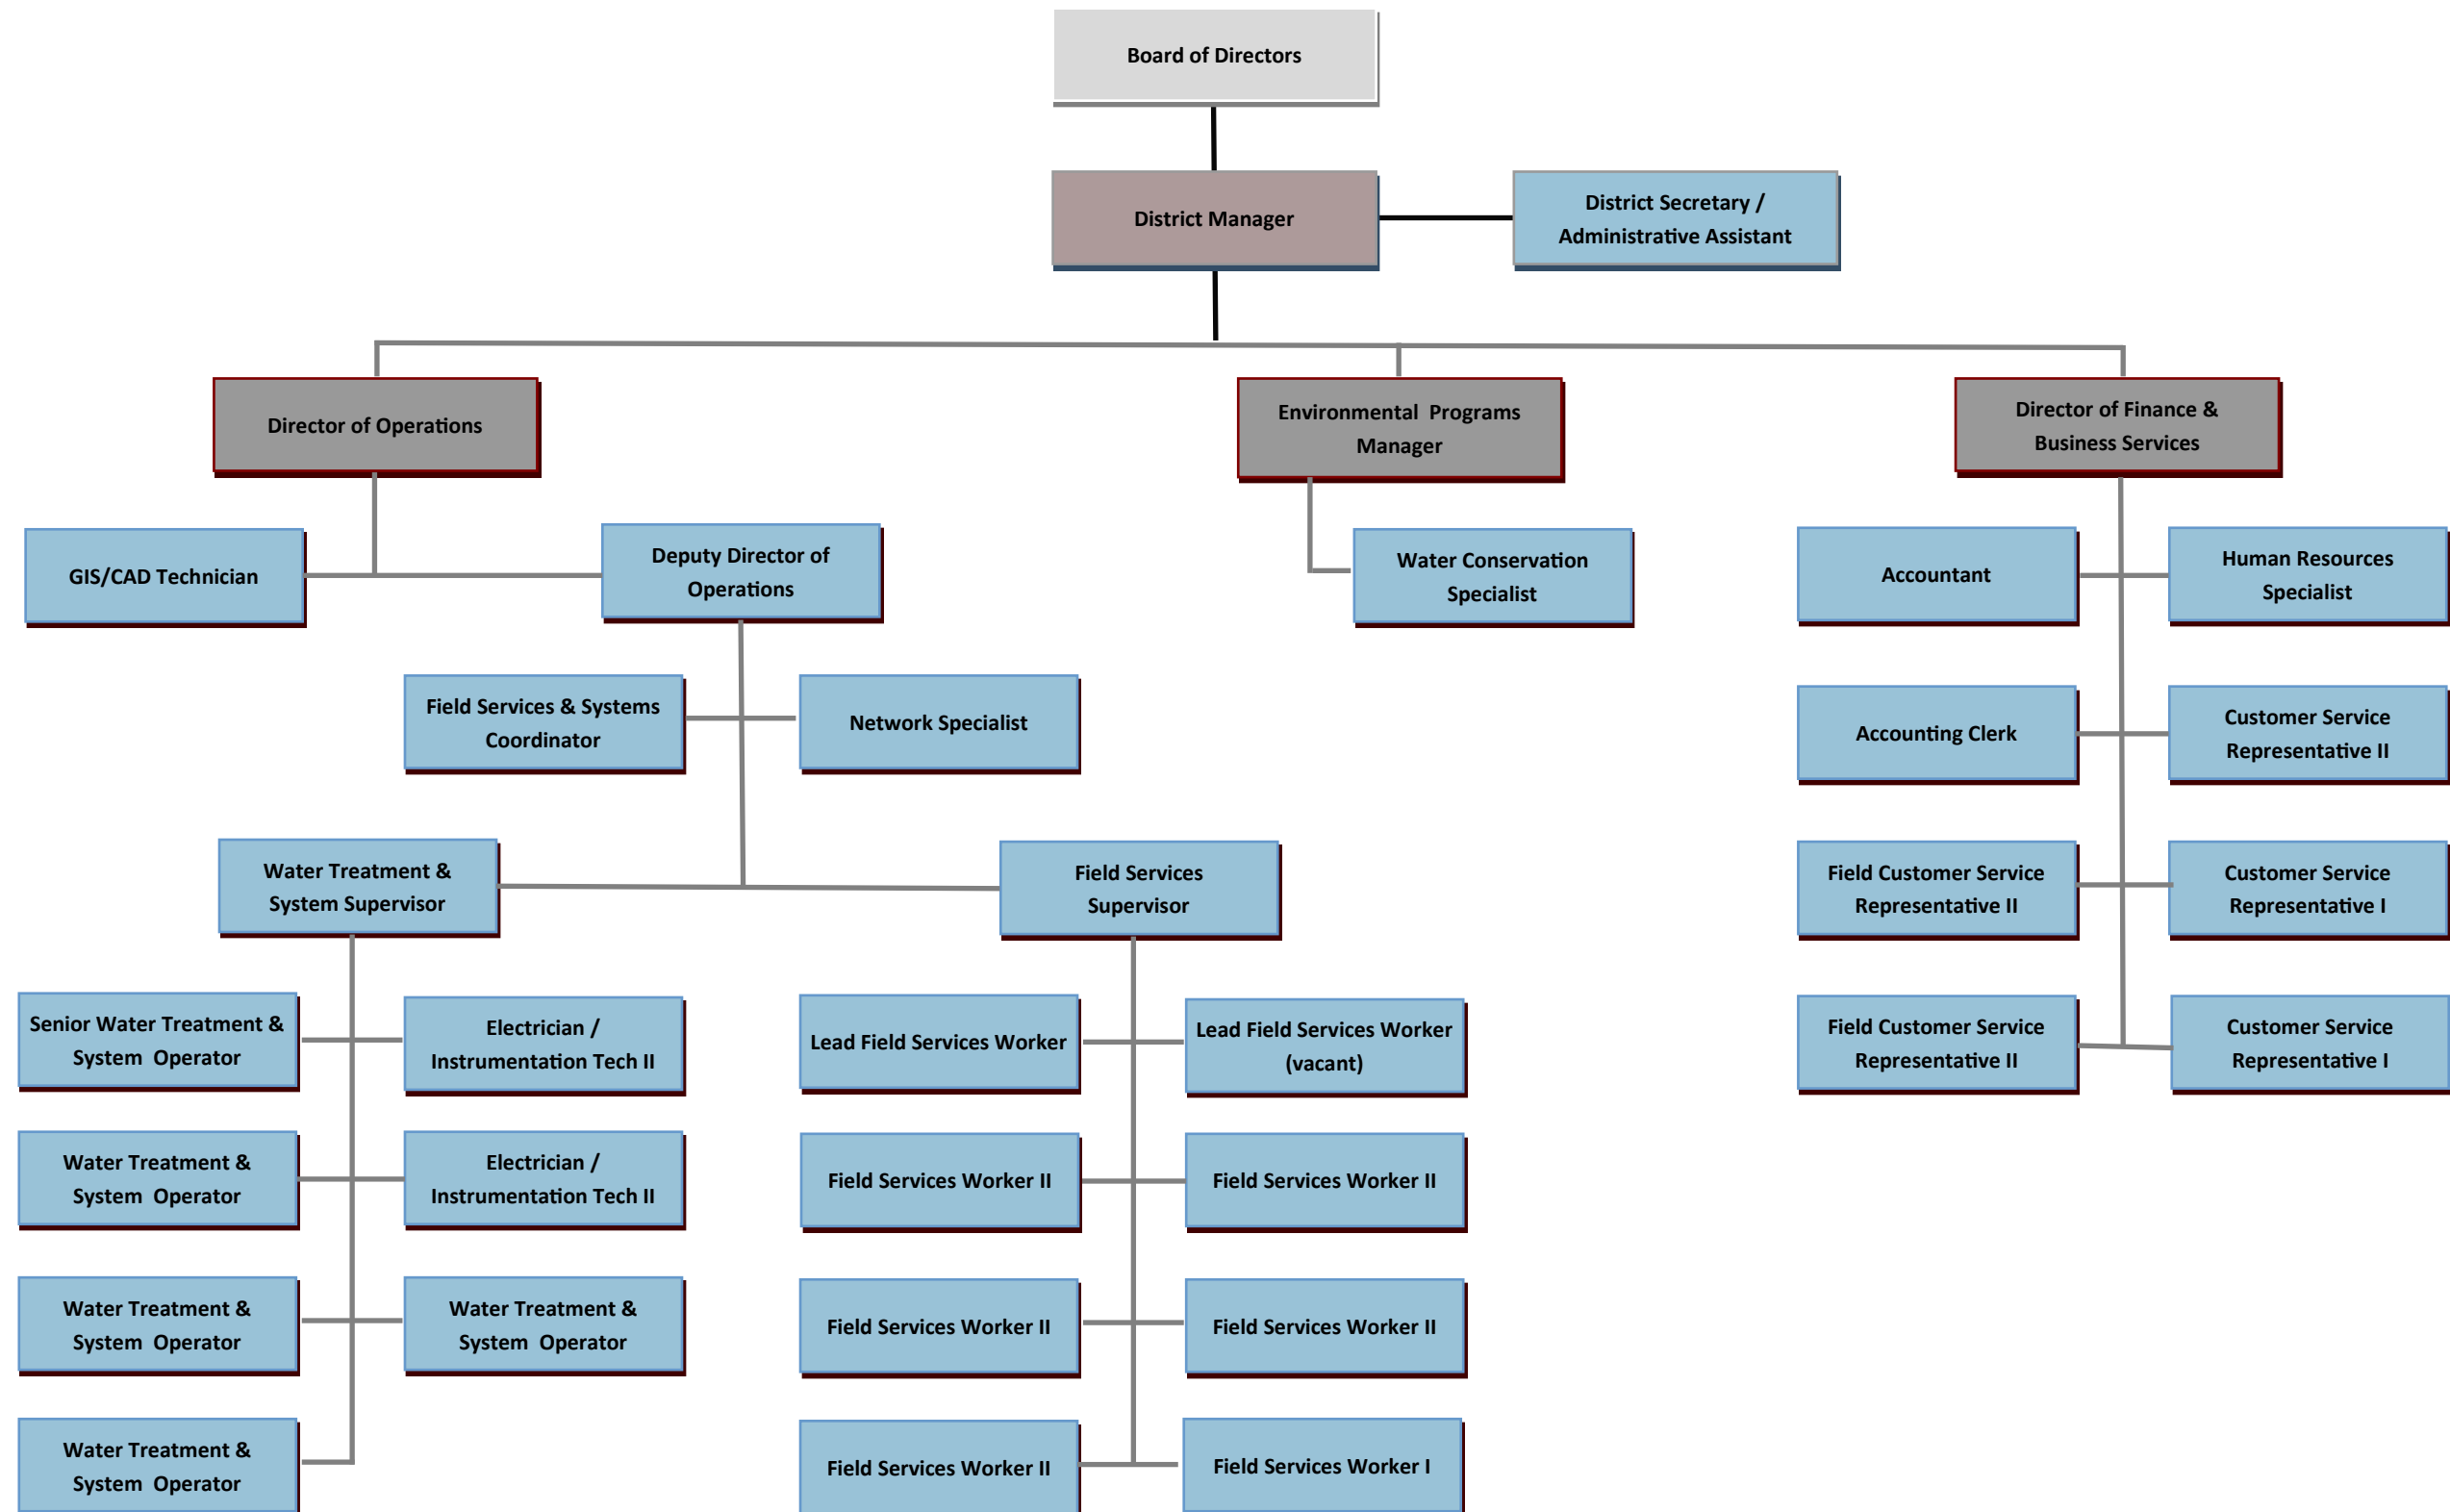 Board of Directors
District Manager
District Secretary /
Administrative Assistant
Director of Operations
Environmental  Programs
Manager
Director of Finance &
Business Services
GIS/CAD Technician
Deputy Director of
Operations
Water Conservation
Specialist
Accountant
Human Resources
Specialist
Field Services & Systems
Coordinator
Network Specialist
Accounting Clerk
Customer Service
Representative II
Water Treatment &
System Supervisor
Field Services
Supervisor
Field Customer Service
Representative II
Customer Service
Representative I
Senior Water Treatment &
System  Operator
Electrician /
Instrumentation Tech II
Lead Field Services Worker
Lead Field Services Worker
(vacant)
Field Customer Service
Representative II
Customer Service
Representative I
Water Treatment &
System  Operator
Electrician /
Instrumentation Tech II
Field Services Worker II
Field Services Worker II
Water Treatment &
System  Operator
Water Treatment &
System  Operator
Field Services Worker II
Field Services Worker II
Water Treatment &
System  Operator
Field Services Worker II
Field Services Worker I